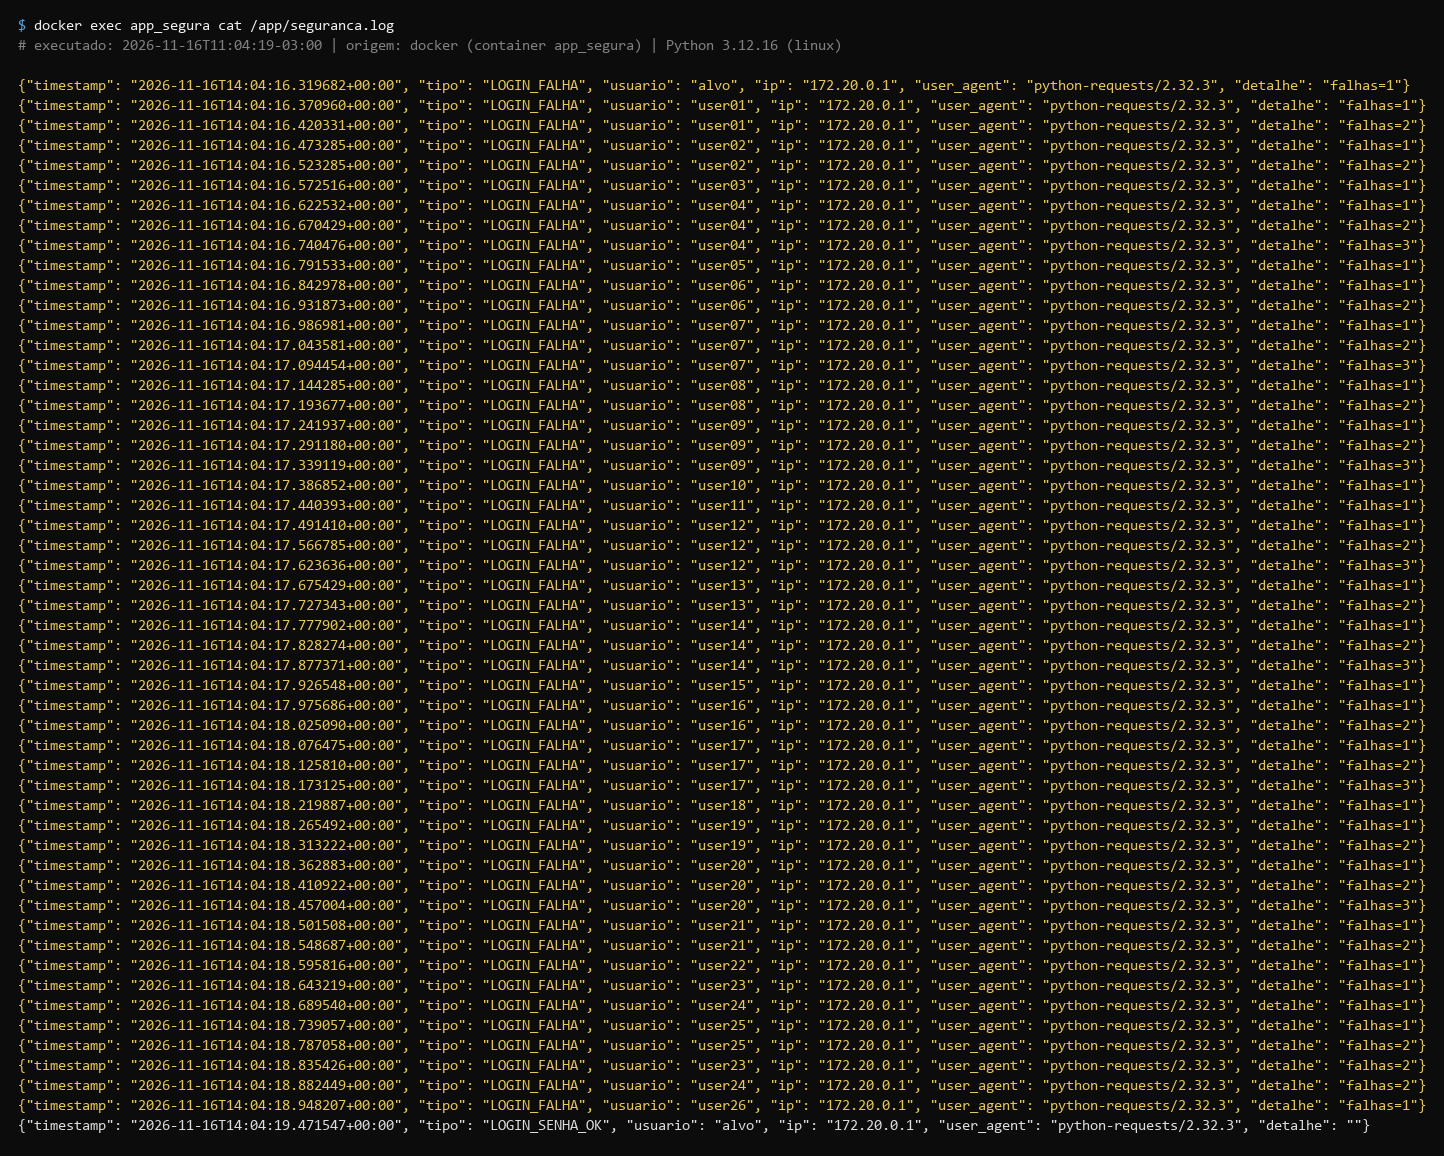 $ docker exec app_segura cat /app/seguranca.log
# executado: 2026-11-16T11:04:19-03:00 | origem: docker (container app_segura) | Python 3.12.16 (linux)
{"timestamp": "2026-11-16T14:04:16.319682+00:00", "tipo": "LOGIN_FALHA", "usuario": "alvo", "ip": "172.20.0.1", "user_agent": "python-requests/2.32.3", "detalhe": "falhas=1"}
{"timestamp": "2026-11-16T14:04:16.370960+00:00", "tipo": "LOGIN_FALHA", "usuario": "user01", "ip": "172.20.0.1", "user_agent": "python-requests/2.32.3", "detalhe": "falhas=1"}
{"timestamp": "2026-11-16T14:04:16.420331+00:00", "tipo": "LOGIN_FALHA", "usuario": "user01", "ip": "172.20.0.1", "user_agent": "python-requests/2.32.3", "detalhe": "falhas=2"}
{"timestamp": "2026-11-16T14:04:16.473285+00:00", "tipo": "LOGIN_FALHA", "usuario": "user02", "ip": "172.20.0.1", "user_agent": "python-requests/2.32.3", "detalhe": "falhas=1"}
{"timestamp": "2026-11-16T14:04:16.523285+00:00", "tipo": "LOGIN_FALHA", "usuario": "user02", "ip": "172.20.0.1", "user_agent": "python-requests/2.32.3", "detalhe": "falhas=2"}
{"timestamp": "2026-11-16T14:04:16.572516+00:00", "tipo": "LOGIN_FALHA", "usuario": "user03", "ip": "172.20.0.1", "user_agent": "python-requests/2.32.3", "detalhe": "falhas=1"}
{"timestamp": "2026-11-16T14:04:16.622532+00:00", "tipo": "LOGIN_FALHA", "usuario": "user04", "ip": "172.20.0.1", "user_agent": "python-requests/2.32.3", "detalhe": "falhas=1"}
{"timestamp": "2026-11-16T14:04:16.670429+00:00", "tipo": "LOGIN_FALHA", "usuario": "user04", "ip": "172.20.0.1", "user_agent": "python-requests/2.32.3", "detalhe": "falhas=2"}
{"timestamp": "2026-11-16T14:04:16.740476+00:00", "tipo": "LOGIN_FALHA", "usuario": "user04", "ip": "172.20.0.1", "user_agent": "python-requests/2.32.3", "detalhe": "falhas=3"}
{"timestamp": "2026-11-16T14:04:16.791533+00:00", "tipo": "LOGIN_FALHA", "usuario": "user05", "ip": "172.20.0.1", "user_agent": "python-requests/2.32.3", "detalhe": "falhas=1"}
{"timestamp": "2026-11-16T14:04:16.842978+00:00", "tipo": "LOGIN_FALHA", "usuario": "user06", "ip": "172.20.0.1", "user_agent": "python-requests/2.32.3", "detalhe": "falhas=1"}
{"timestamp": "2026-11-16T14:04:16.931873+00:00", "tipo": "LOGIN_FALHA", "usuario": "user06", "ip": "172.20.0.1", "user_agent": "python-requests/2.32.3", "detalhe": "falhas=2"}
{"timestamp": "2026-11-16T14:04:16.986981+00:00", "tipo": "LOGIN_FALHA", "usuario": "user07", "ip": "172.20.0.1", "user_agent": "python-requests/2.32.3", "detalhe": "falhas=1"}
{"timestamp": "2026-11-16T14:04:17.043581+00:00", "tipo": "LOGIN_FALHA", "usuario": "user07", "ip": "172.20.0.1", "user_agent": "python-requests/2.32.3", "detalhe": "falhas=2"}
{"timestamp": "2026-11-16T14:04:17.094454+00:00", "tipo": "LOGIN_FALHA", "usuario": "user07", "ip": "172.20.0.1", "user_agent": "python-requests/2.32.3", "detalhe": "falhas=3"}
{"timestamp": "2026-11-16T14:04:17.144285+00:00", "tipo": "LOGIN_FALHA", "usuario": "user08", "ip": "172.20.0.1", "user_agent": "python-requests/2.32.3", "detalhe": "falhas=1"}
{"timestamp": "2026-11-16T14:04:17.193677+00:00", "tipo": "LOGIN_FALHA", "usuario": "user08", "ip": "172.20.0.1", "user_agent": "python-requests/2.32.3", "detalhe": "falhas=2"}
{"timestamp": "2026-11-16T14:04:17.241937+00:00", "tipo": "LOGIN_FALHA", "usuario": "user09", "ip": "172.20.0.1", "user_agent": "python-requests/2.32.3", "detalhe": "falhas=1"}
{"timestamp": "2026-11-16T14:04:17.291180+00:00", "tipo": "LOGIN_FALHA", "usuario": "user09", "ip": "172.20.0.1", "user_agent": "python-requests/2.32.3", "detalhe": "falhas=2"}
{"timestamp": "2026-11-16T14:04:17.339119+00:00", "tipo": "LOGIN_FALHA", "usuario": "user09", "ip": "172.20.0.1", "user_agent": "python-requests/2.32.3", "detalhe": "falhas=3"}
{"timestamp": "2026-11-16T14:04:17.386852+00:00", "tipo": "LOGIN_FALHA", "usuario": "user10", "ip": "172.20.0.1", "user_agent": "python-requests/2.32.3", "detalhe": "falhas=1"}
{"timestamp": "2026-11-16T14:04:17.440393+00:00", "tipo": "LOGIN_FALHA", "usuario": "user11", "ip": "172.20.0.1", "user_agent": "python-requests/2.32.3", "detalhe": "falhas=1"}
{"timestamp": "2026-11-16T14:04:17.491410+00:00", "tipo": "LOGIN_FALHA", "usuario": "user12", "ip": "172.20.0.1", "user_agent": "python-requests/2.32.3", "detalhe": "falhas=1"}
{"timestamp": "2026-11-16T14:04:17.566785+00:00", "tipo": "LOGIN_FALHA", "usuario": "user12", "ip": "172.20.0.1", "user_agent": "python-requests/2.32.3", "detalhe": "falhas=2"}
{"timestamp": "2026-11-16T14:04:17.623636+00:00", "tipo": "LOGIN_FALHA", "usuario": "user12", "ip": "172.20.0.1", "user_agent": "python-requests/2.32.3", "detalhe": "falhas=3"}
{"timestamp": "2026-11-16T14:04:17.675429+00:00", "tipo": "LOGIN_FALHA", "usuario": "user13", "ip": "172.20.0.1", "user_agent": "python-requests/2.32.3", "detalhe": "falhas=1"}
{"timestamp": "2026-11-16T14:04:17.727343+00:00", "tipo": "LOGIN_FALHA", "usuario": "user13", "ip": "172.20.0.1", "user_agent": "python-requests/2.32.3", "detalhe": "falhas=2"}
{"timestamp": "2026-11-16T14:04:17.777902+00:00", "tipo": "LOGIN_FALHA", "usuario": "user14", "ip": "172.20.0.1", "user_agent": "python-requests/2.32.3", "detalhe": "falhas=1"}
{"timestamp": "2026-11-16T14:04:17.828274+00:00", "tipo": "LOGIN_FALHA", "usuario": "user14", "ip": "172.20.0.1", "user_agent": "python-requests/2.32.3", "detalhe": "falhas=2"}
{"timestamp": "2026-11-16T14:04:17.877371+00:00", "tipo": "LOGIN_FALHA", "usuario": "user14", "ip": "172.20.0.1", "user_agent": "python-requests/2.32.3", "detalhe": "falhas=3"}
{"timestamp": "2026-11-16T14:04:17.926548+00:00", "tipo": "LOGIN_FALHA", "usuario": "user15", "ip": "172.20.0.1", "user_agent": "python-requests/2.32.3", "detalhe": "falhas=1"}
{"timestamp": "2026-11-16T14:04:17.975686+00:00", "tipo": "LOGIN_FALHA", "usuario": "user16", "ip": "172.20.0.1", "user_agent": "python-requests/2.32.3", "detalhe": "falhas=1"}
{"timestamp": "2026-11-16T14:04:18.025090+00:00", "tipo": "LOGIN_FALHA", "usuario": "user16", "ip": "172.20.0.1", "user_agent": "python-requests/2.32.3", "detalhe": "falhas=2"}
{"timestamp": "2026-11-16T14:04:18.076475+00:00", "tipo": "LOGIN_FALHA", "usuario": "user17", "ip": "172.20.0.1", "user_agent": "python-requests/2.32.3", "detalhe": "falhas=1"}
{"timestamp": "2026-11-16T14:04:18.125810+00:00", "tipo": "LOGIN_FALHA", "usuario": "user17", "ip": "172.20.0.1", "user_agent": "python-requests/2.32.3", "detalhe": "falhas=2"}
{"timestamp": "2026-11-16T14:04:18.173125+00:00", "tipo": "LOGIN_FALHA", "usuario": "user17", "ip": "172.20.0.1", "user_agent": "python-requests/2.32.3", "detalhe": "falhas=3"}
{"timestamp": "2026-11-16T14:04:18.219887+00:00", "tipo": "LOGIN_FALHA", "usuario": "user18", "ip": "172.20.0.1", "user_agent": "python-requests/2.32.3", "detalhe": "falhas=1"}
{"timestamp": "2026-11-16T14:04:18.265492+00:00", "tipo": "LOGIN_FALHA", "usuario": "user19", "ip": "172.20.0.1", "user_agent": "python-requests/2.32.3", "detalhe": "falhas=1"}
{"timestamp": "2026-11-16T14:04:18.313222+00:00", "tipo": "LOGIN_FALHA", "usuario": "user19", "ip": "172.20.0.1", "user_agent": "python-requests/2.32.3", "detalhe": "falhas=2"}
{"timestamp": "2026-11-16T14:04:18.362883+00:00", "tipo": "LOGIN_FALHA", "usuario": "user20", "ip": "172.20.0.1", "user_agent": "python-requests/2.32.3", "detalhe": "falhas=1"}
{"timestamp": "2026-11-16T14:04:18.410922+00:00", "tipo": "LOGIN_FALHA", "usuario": "user20", "ip": "172.20.0.1", "user_agent": "python-requests/2.32.3", "detalhe": "falhas=2"}
{"timestamp": "2026-11-16T14:04:18.457004+00:00", "tipo": "LOGIN_FALHA", "usuario": "user20", "ip": "172.20.0.1", "user_agent": "python-requests/2.32.3", "detalhe": "falhas=3"}
{"timestamp": "2026-11-16T14:04:18.501508+00:00", "tipo": "LOGIN_FALHA", "usuario": "user21", "ip": "172.20.0.1", "user_agent": "python-requests/2.32.3", "detalhe": "falhas=1"}
{"timestamp": "2026-11-16T14:04:18.548687+00:00", "tipo": "LOGIN_FALHA", "usuario": "user21", "ip": "172.20.0.1", "user_agent": "python-requests/2.32.3", "detalhe": "falhas=2"}
{"timestamp": "2026-11-16T14:04:18.595816+00:00", "tipo": "LOGIN_FALHA", "usuario": "user22", "ip": "172.20.0.1", "user_agent": "python-requests/2.32.3", "detalhe": "falhas=1"}
{"timestamp": "2026-11-16T14:04:18.643219+00:00", "tipo": "LOGIN_FALHA", "usuario": "user23", "ip": "172.20.0.1", "user_agent": "python-requests/2.32.3", "detalhe": "falhas=1"}
{"timestamp": "2026-11-16T14:04:18.689540+00:00", "tipo": "LOGIN_FALHA", "usuario": "user24", "ip": "172.20.0.1", "user_agent": "python-requests/2.32.3", "detalhe": "falhas=1"}
{"timestamp": "2026-11-16T14:04:18.739057+00:00", "tipo": "LOGIN_FALHA", "usuario": "user25", "ip": "172.20.0.1", "user_agent": "python-requests/2.32.3", "detalhe": "falhas=1"}
{"timestamp": "2026-11-16T14:04:18.787058+00:00", "tipo": "LOGIN_FALHA", "usuario": "user25", "ip": "172.20.0.1", "user_agent": "python-requests/2.32.3", "detalhe": "falhas=2"}
{"timestamp": "2026-11-16T14:04:18.835426+00:00", "tipo": "LOGIN_FALHA", "usuario": "user23", "ip": "172.20.0.1", "user_agent": "python-requests/2.32.3", "detalhe": "falhas=2"}
{"timestamp": "2026-11-16T14:04:18.882449+00:00", "tipo": "LOGIN_FALHA", "usuario": "user24", "ip": "172.20.0.1", "user_agent": "python-requests/2.32.3", "detalhe": "falhas=2"}
{"timestamp": "2026-11-16T14:04:18.948207+00:00", "tipo": "LOGIN_FALHA", "usuario": "user26", "ip": "172.20.0.1", "user_agent": "python-requests/2.32.3", "detalhe": "falhas=1"}
{"timestamp": "2026-11-16T14:04:19.471547+00:00", "tipo": "LOGIN_SENHA_OK", "usuario": "alvo", "ip": "172.20.0.1", "user_agent": "python-requests/2.32.3", "detalhe": ""}